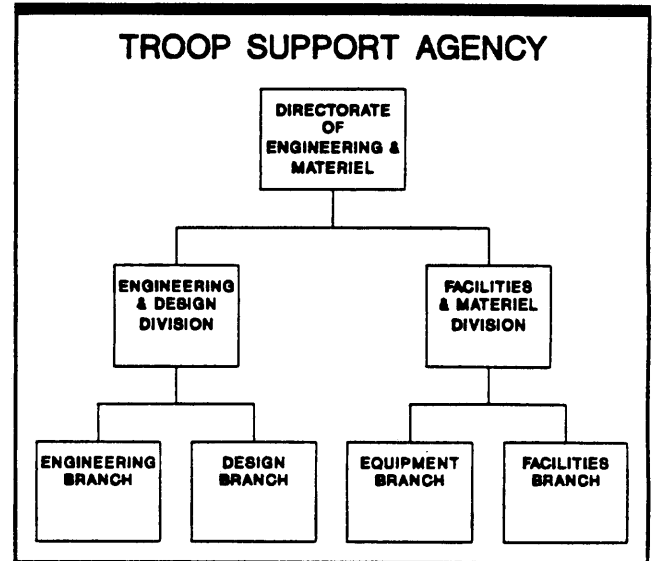 TROOP SUPPORT AGENCY
DIRECTORATE
OF
ENGINEERING &
MATERIEL
ENGINEERING
& DESIGN
DIVISION
FACILITIES
& MATERIEL
DIVISION
ENGINEERING
BRANCH
DESIGN
BRANCH
EQUIPMENT
BRANCH
FACILITIES
BRANCH